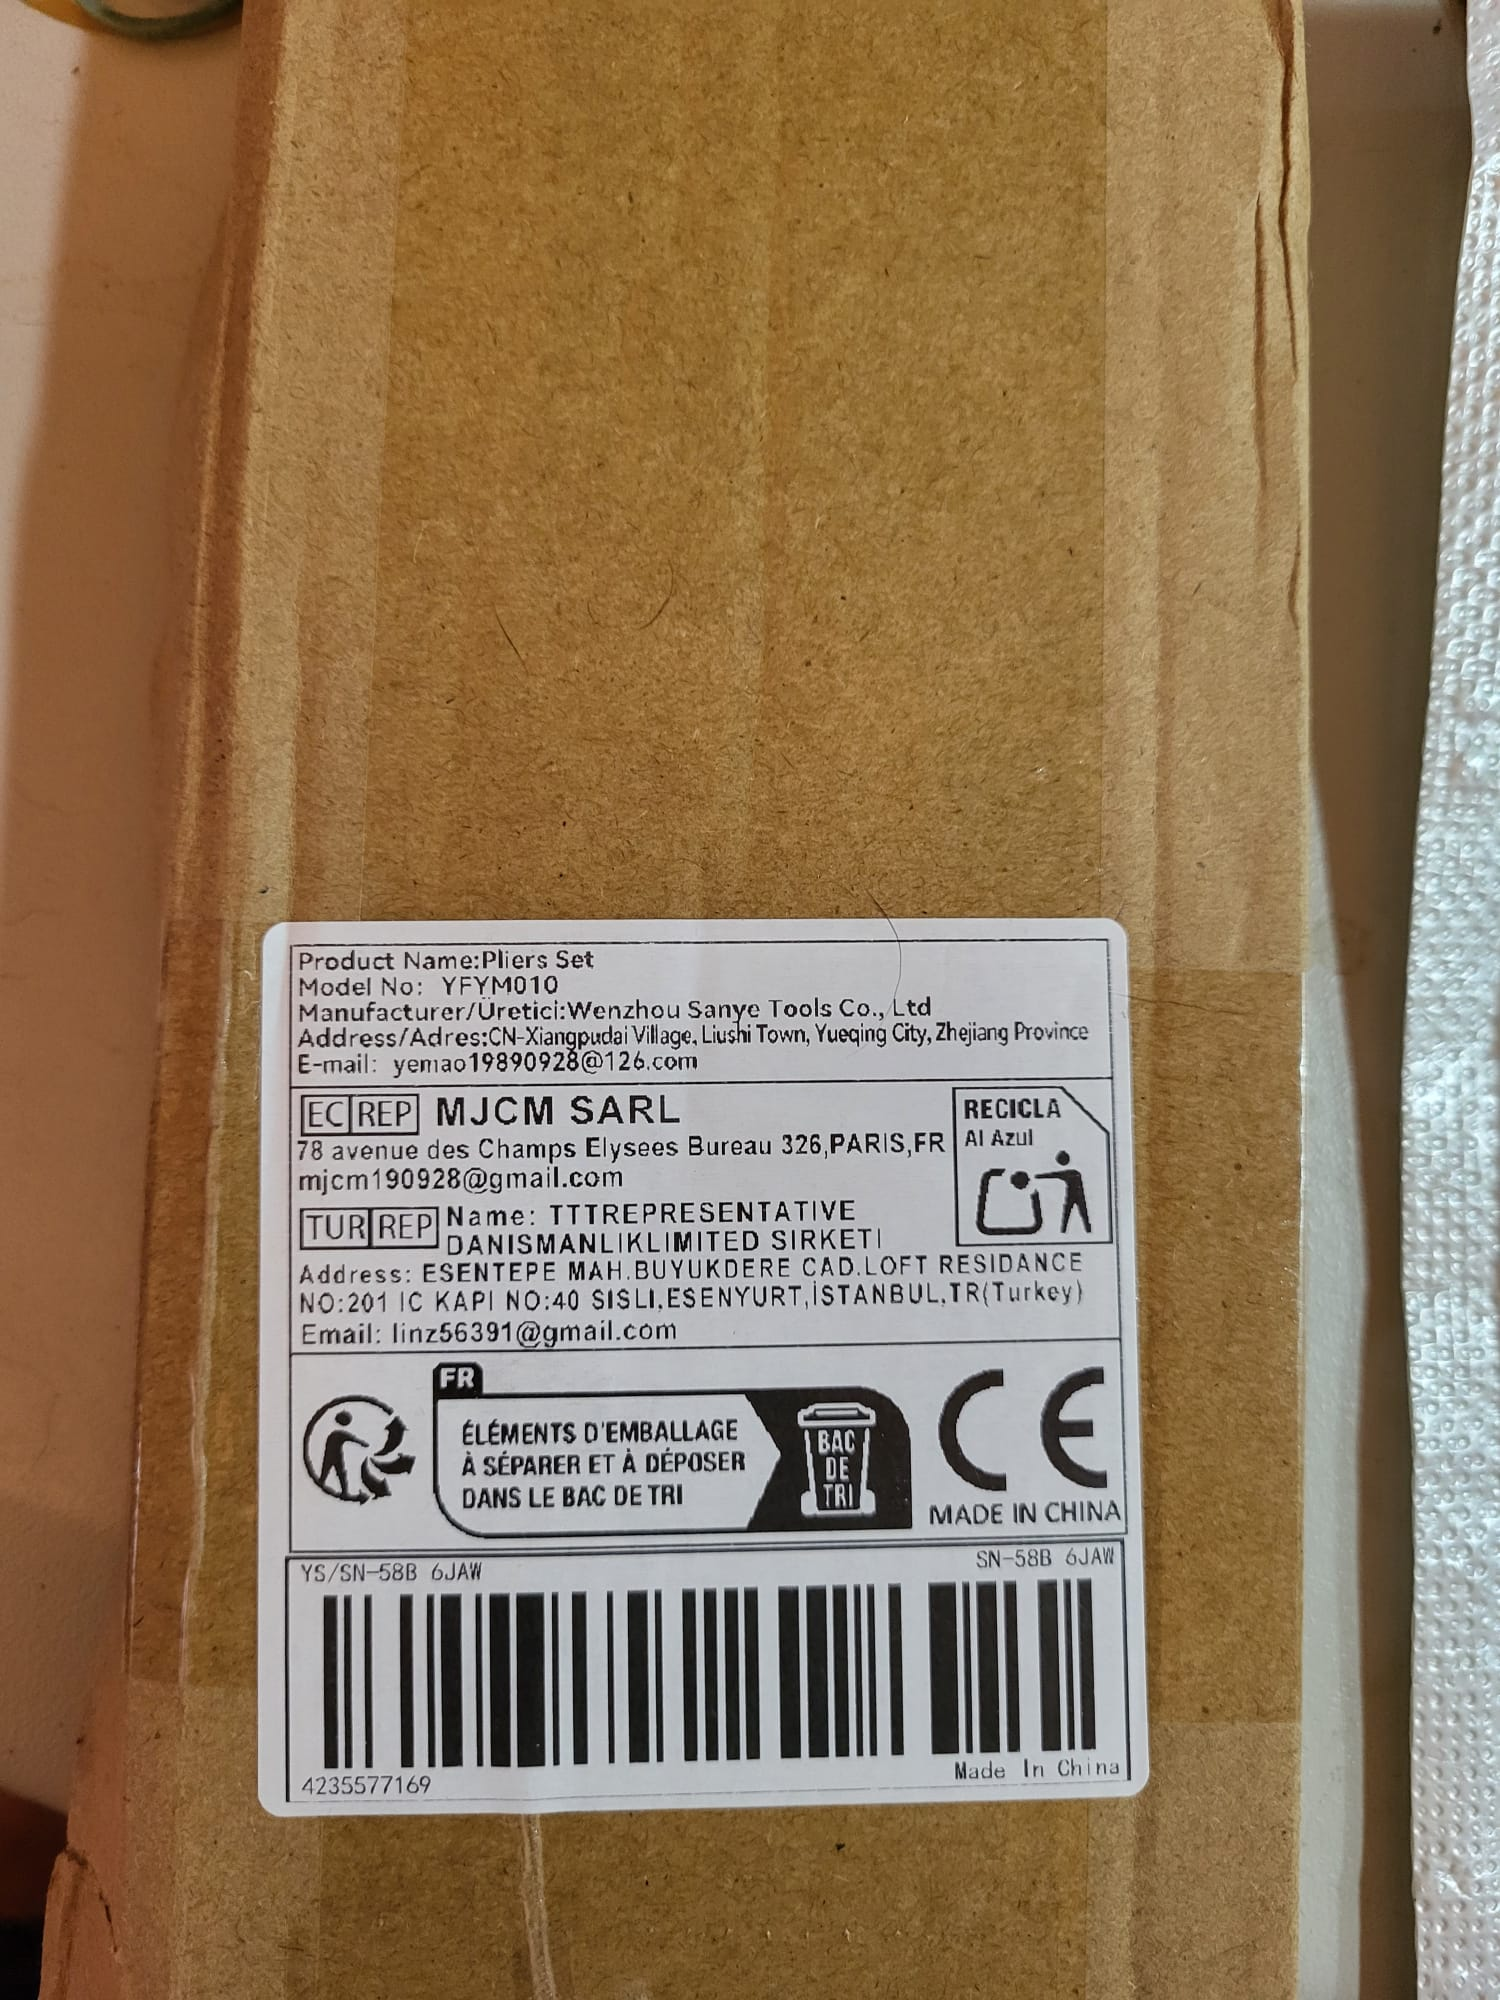 Product Name:Pliers Set
Model No: YFYM010
Manufacturer/Üretici:Wenzhou Sanye Tools Co., Ltd
Address/Adres:CN-Xiangpudai Village, Liushi Town, Yueqing City, Zhejiang Province
E-mail: yemao19890928@126.com
EC REP MJCM SARL
78 avenue des Champs Elysees Bureau 326,PARIS,FR
mjcm190928@gmail.com
RECICLA
Al Azul
TUR REP Name: TTTREPRESENTATIVE
DANISMANLIKLIMITED SIRKETI
Address: ESENTEPE MAH.BUYUKDERE CAD.LOFT RESIDANCE
NO:201 IC KAPI NO:40 SISLI,ESENYURT,İSTANBUL,TR(Turkey)
Email: linz56391@gmail.com
FR
ÉLÉMENTS D'EMBALLAGE
À SÉPARER ET À DÉPOSER
DANS LE BAC DE TRI
BAC
DE
TRI
CE
MADE IN CHINA
YS/SN-58B 6JAW
SN-58B 6JAW
4235577169
Made In China